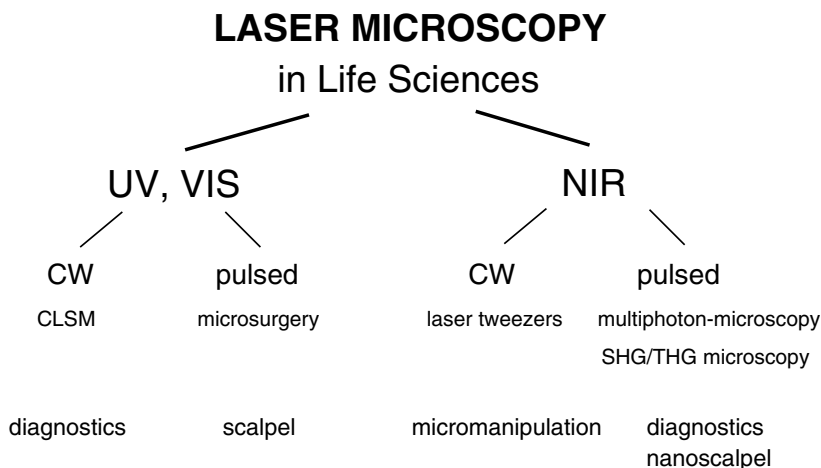 LASER MICROSCOPY
in Life Sciences
UV, VIS NIR
CW pulsed CW pulsed
CLSM microsurgery laser tweezers multiphoton-microscopy
SHG/THG microscopy
diagnostics scalpel micromanipulation diagnostics
nanoscalpel